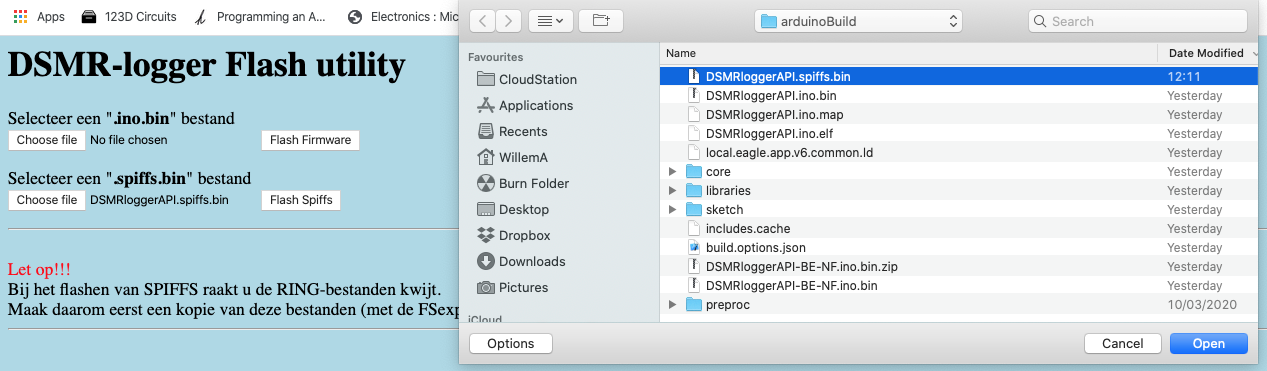 Apps
123D Circuits
Programming an A...
Electronics : Mic
DSMR-logger Flash utility
Selecteer een ".ino.bin" bestand
Choose file No file chosen Flash Firmware
Selecteer een ".spiffs.bin" bestand
Choose file DSMRloggerAPI.spiffs.bin Flash Spiffs
Let op!!!
Bij het flashen van SPIFFS raakt u de RING-bestanden kwijt.
Maak daarom eerst een kopie van deze bestanden (met de FSexp
arduinoBuild
Search
Favourites
CloudStation
Applications
Recents
WillemA
Burn Folder
Desktop
Dropbox
Downloads
Pictures
iCloud
Name Date Modified
DSMRloggerAPI.spiffs.bin 12:11
DSMRloggerAPI.ino.bin Yesterday
DSMRloggerAPI.ino.map Yesterday
DSMRloggerAPI.ino.elf Yesterday
local.eagle.app.v6.common.ld Yesterday
core Yesterday
libraries Yesterday
sketch Yesterday
includes.cache Yesterday
build.options.json Yesterday
DSMRloggerAPI-BE-NF.ino.bin.zip Yesterday
DSMRloggerAPI-BE-NF.ino.bin Yesterday
preproc 10/03/2020
Options Cancel Open